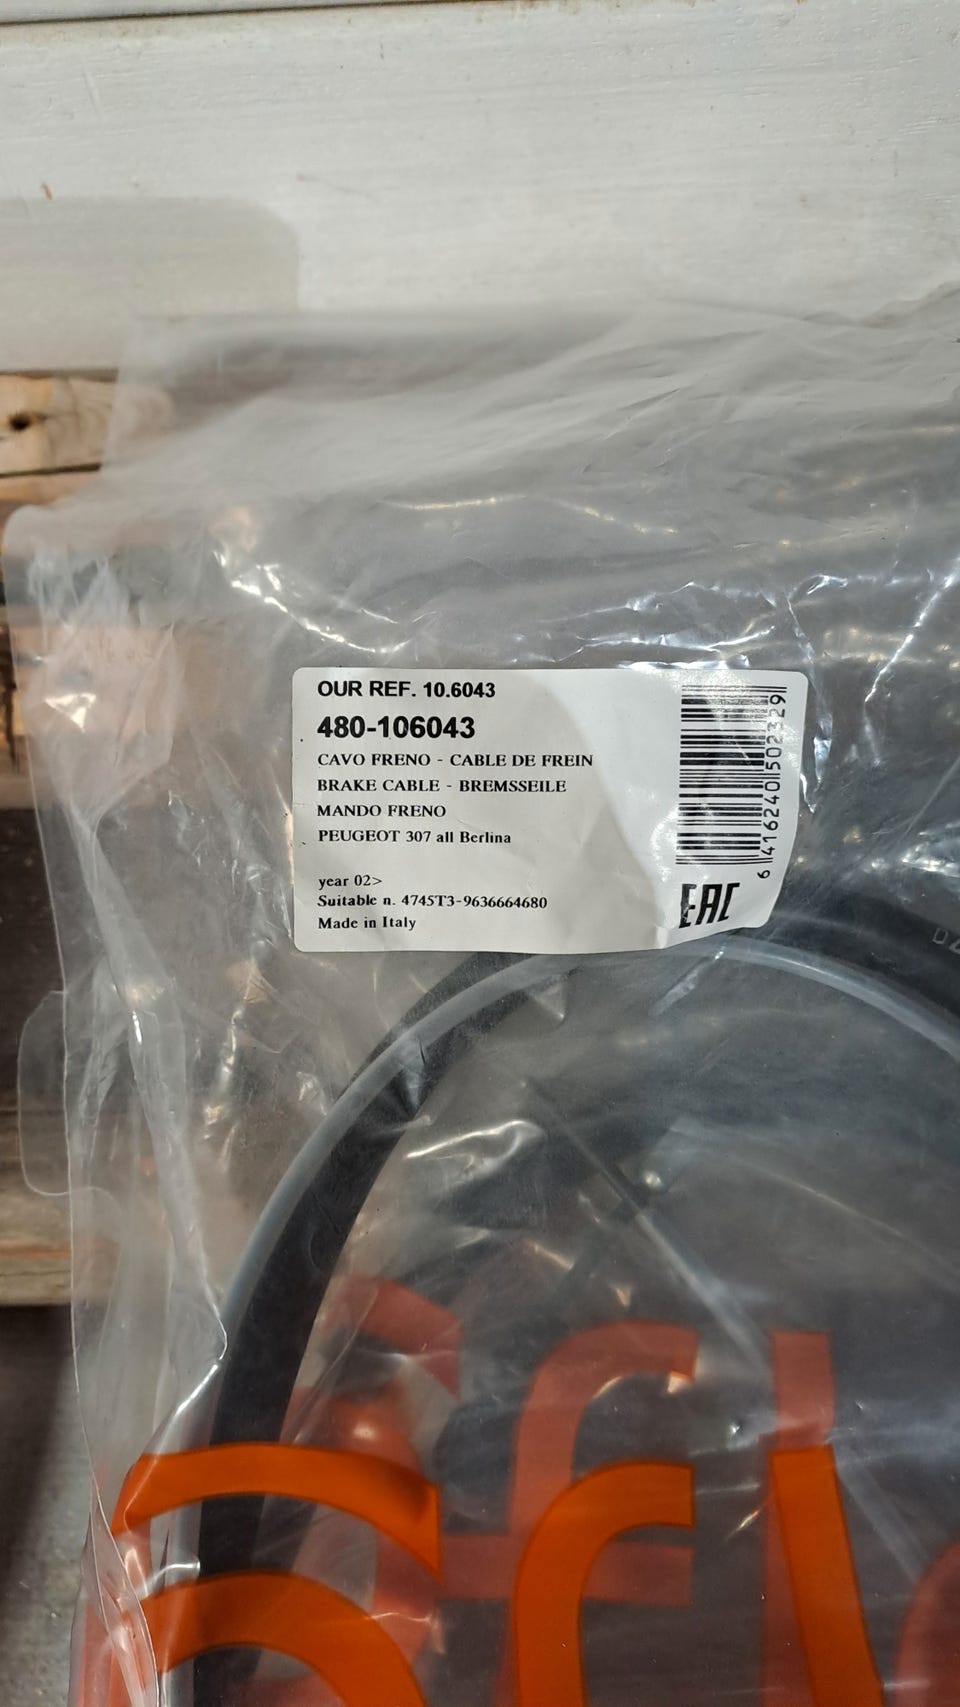 OUR REF. 10.6043
480-106043
CAVO FRENO - CABLE DE FREIN
BRAKE CABLE - BREMSSEILE
MANDO FRENO
PEUGEOT 307 all Berlina
year 02>
Suitable n. 4745T3-9636664680
Made in Italy
6 416240 502329
EAC